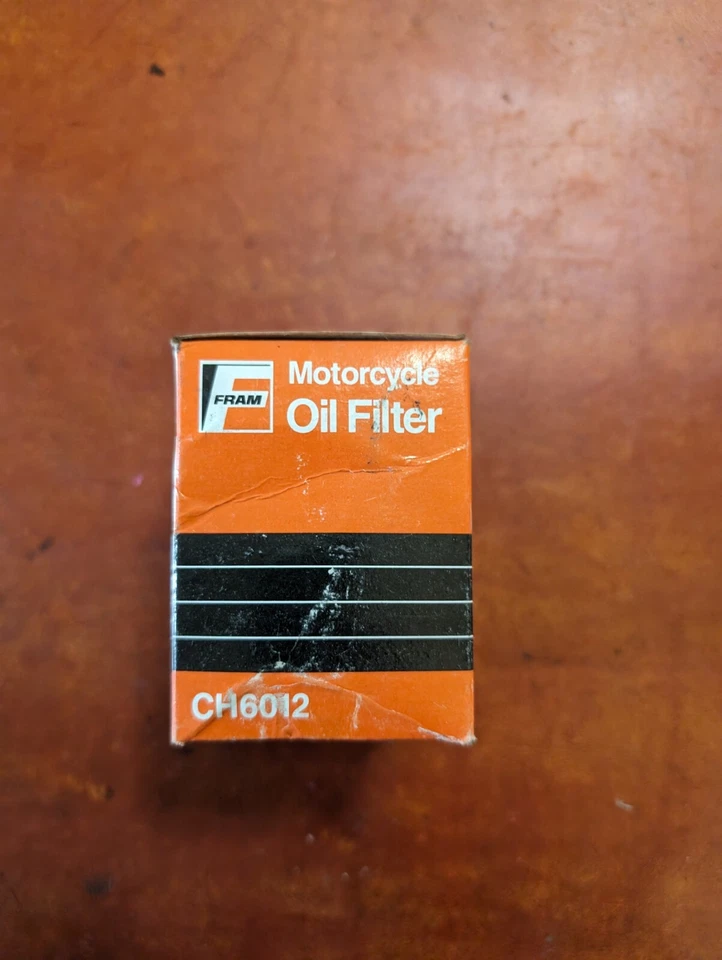 FRAM
Motorcycle
Oil Filter
CH6012